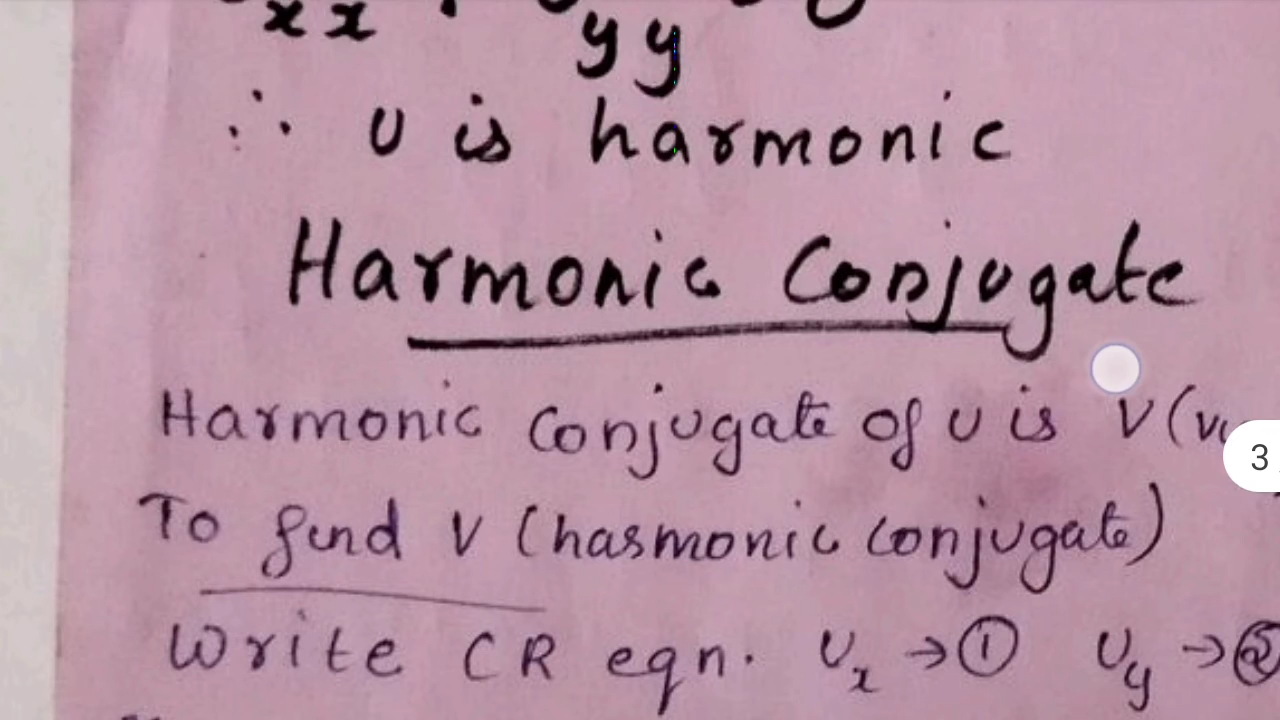 xx yy
∴ U is harmonic
Harmonic Conjugate
Harmonic Conjugate of U is V(
3
To find V (harmonic conjugate)
Write CR eqn. Ux → ① Uy → ②